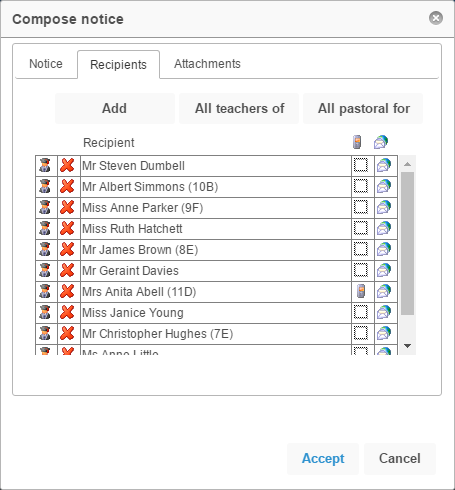 Compose notice
Notice Recipients Attachments
Add All teachers of All pastoral for
Recipient
Mr Steven Dumbell
Mr Albert Simmons (10B)
Miss Anne Parker (9F)
Miss Ruth Hatchett
Mr James Brown (8E)
Mr Geraint Davies
Mrs Anita Abell (11D)
Miss Janice Young
Mr Christopher Hughes (7E)
Ms Anne Little
Accept Cancel